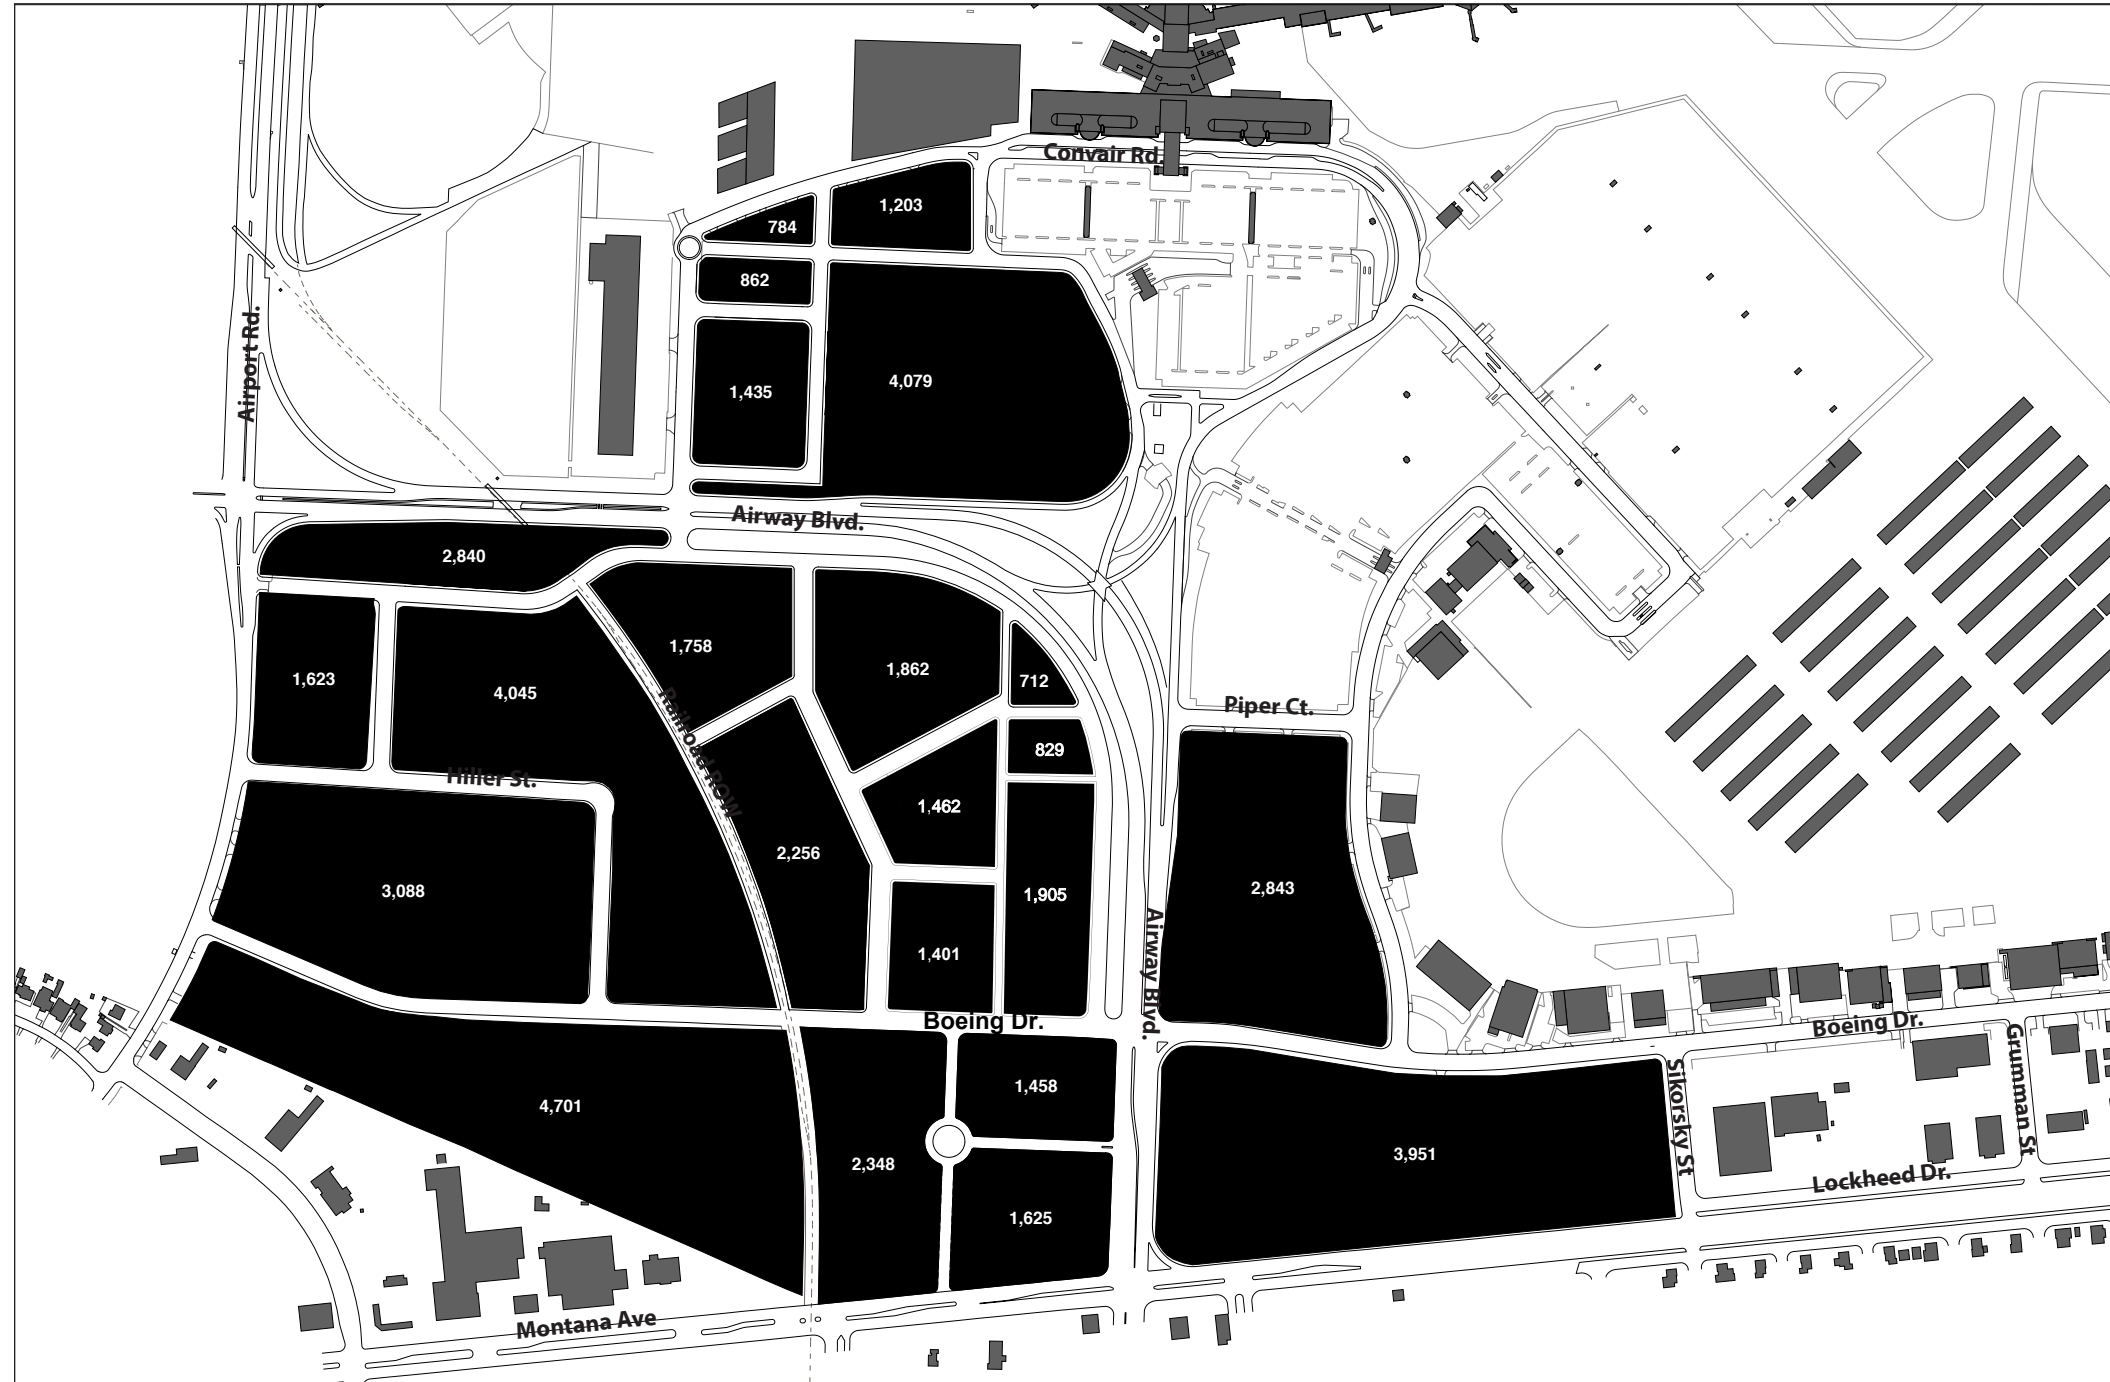 Convair Rd.
1,203
784
862
Airport Rd.
4,079
1,435
Airway Blvd.
2,840
1,758
1,862
1,623
712
4,045
Railroad ROW
Piper Ct.
829
Hiller St.
1,462
2,256
2,843
3,088
1,905
1,401
Airway Blvd.
Boeing Dr.
Boeing Dr.
Grumman St
Sikorsky St
1,458
4,701
3,951
2,348
Lockheed Dr.
1,625
Montana Ave